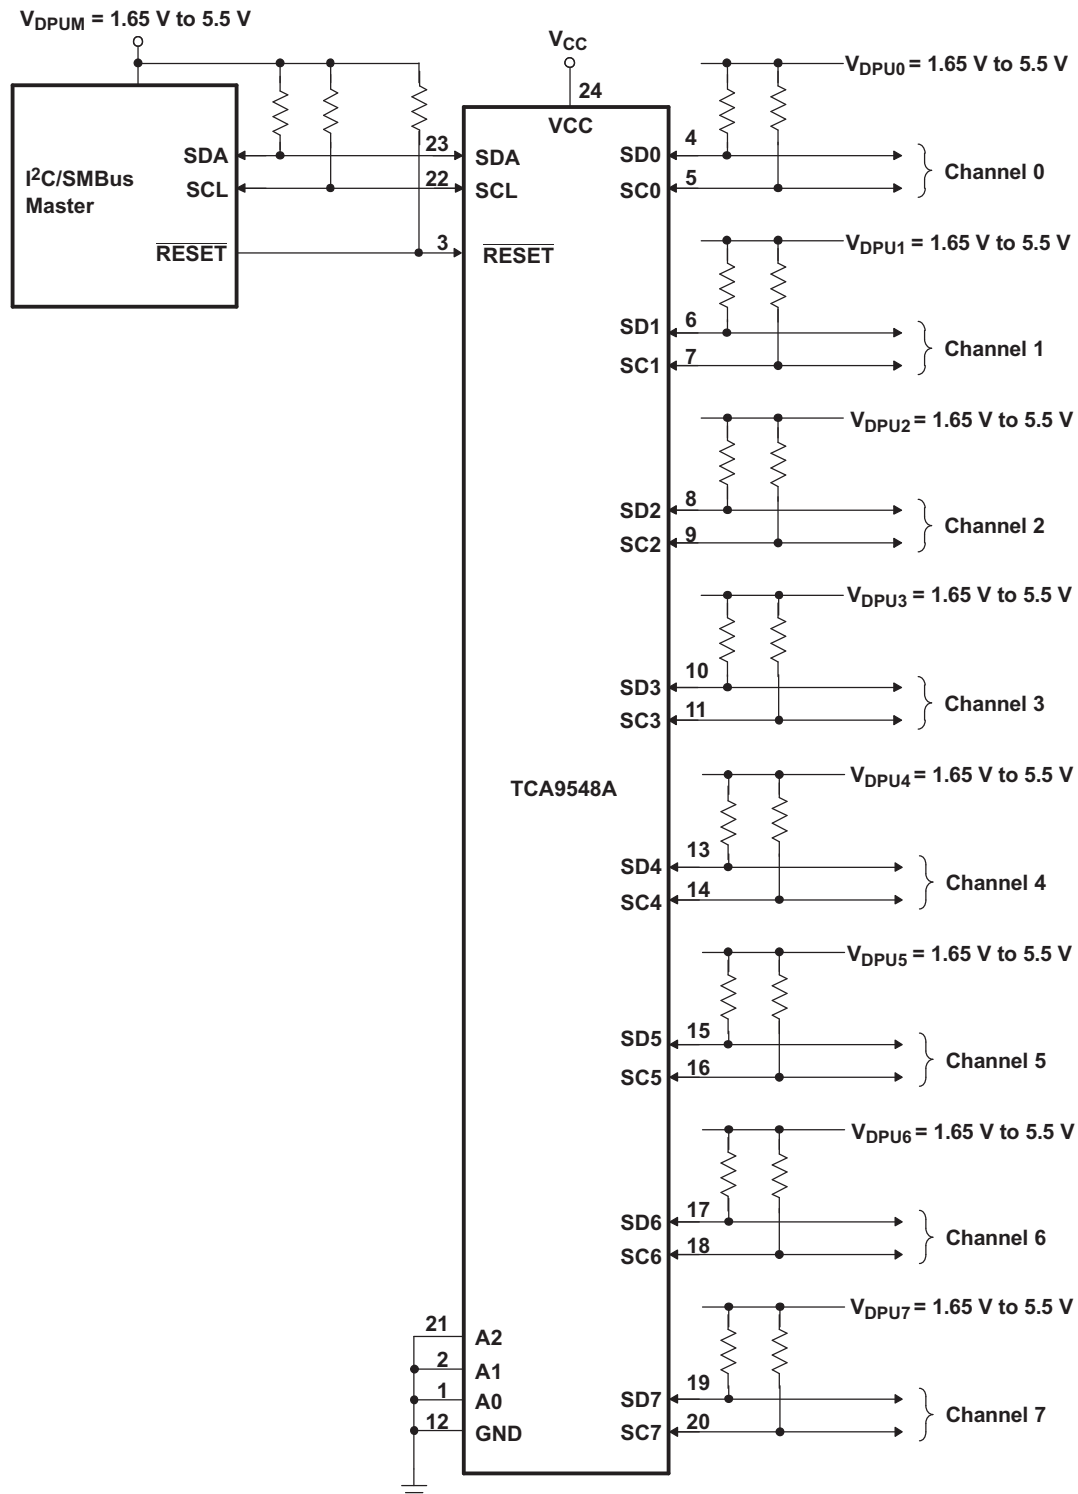 VDPUM = 1.65 V to 5.5 V
VCC
24
VCC
I2C/SMBus
Master
SDA
SCL
RESET
23
22
3
SDA
SCL
RESET
TCA9548A
21
2
1
12
A2
A1
A0
GND
VDPU0 = 1.65 V to 5.5 V
SD0
4
SC0
5
Channel 0
VDPU1 = 1.65 V to 5.5 V
SD1
6
SC1
7
Channel 1
VDPU2 = 1.65 V to 5.5 V
SD2
8
SC2
9
Channel 2
VDPU3 = 1.65 V to 5.5 V
SD3
10
SC3
11
Channel 3
VDPU4 = 1.65 V to 5.5 V
SD4
13
SC4
14
Channel 4
VDPU5 = 1.65 V to 5.5 V
SD5
15
SC5
16
Channel 5
VDPU6 = 1.65 V to 5.5 V
SD6
17
SC6
18
Channel 6
VDPU7 = 1.65 V to 5.5 V
SD7
19
SC7
20
Channel 7